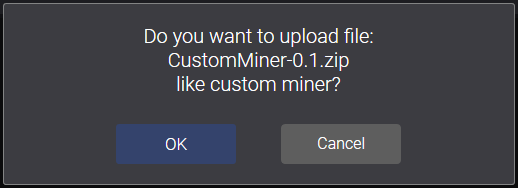 Do you want to upload file:
CustomMiner-0.1.zip
like custom miner?
OK
Cancel